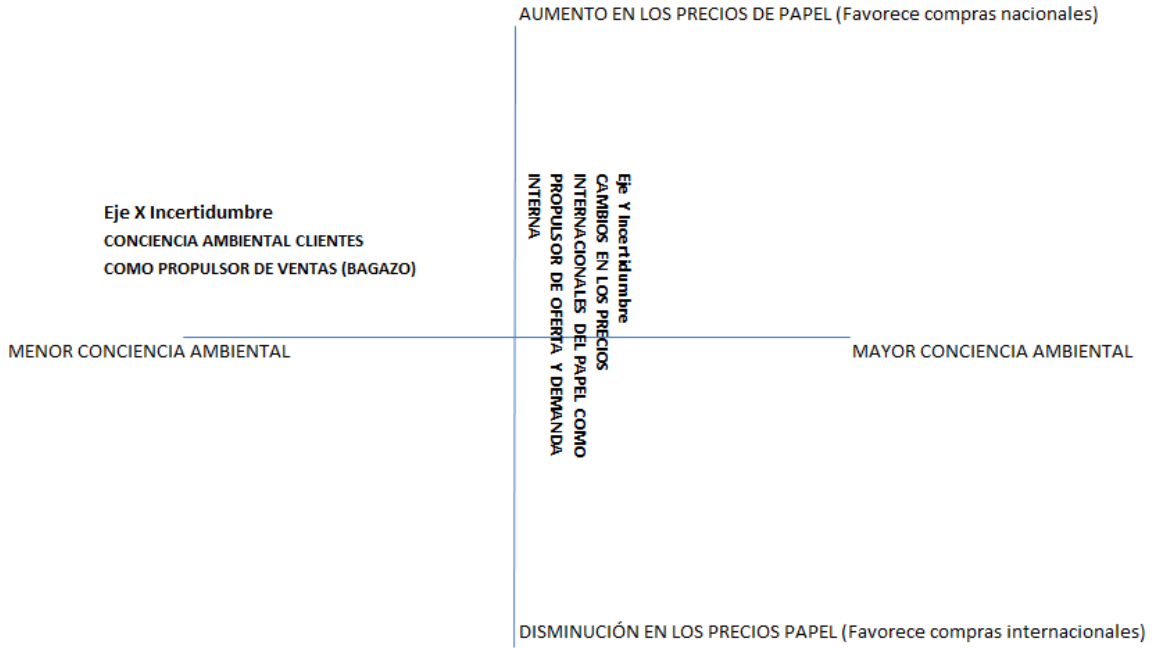 AUMENTO EN LOS PRECIOS DE PAPEL (Favorece compras nacionales)
Eje X Incertidumbre
CONCIENCIA AMBIENTAL CLIENTES
COMO PROPULSOR DE VENTAS (BAGAZO)
Eje Y Incertidumbre
CAMBIOS EN LOS PRECIOS
INTERNACIONALES DEL PAPEL COMO
PROPULSOR DE OFERTA Y DEMANDA
INTERNA
MENOR CONCIENCIA AMBIENTAL
MAYOR CONCIENCIA AMBIENTAL
DISMINUCIÓN EN LOS PRECIOS PAPEL (Favorece compras internacionales)